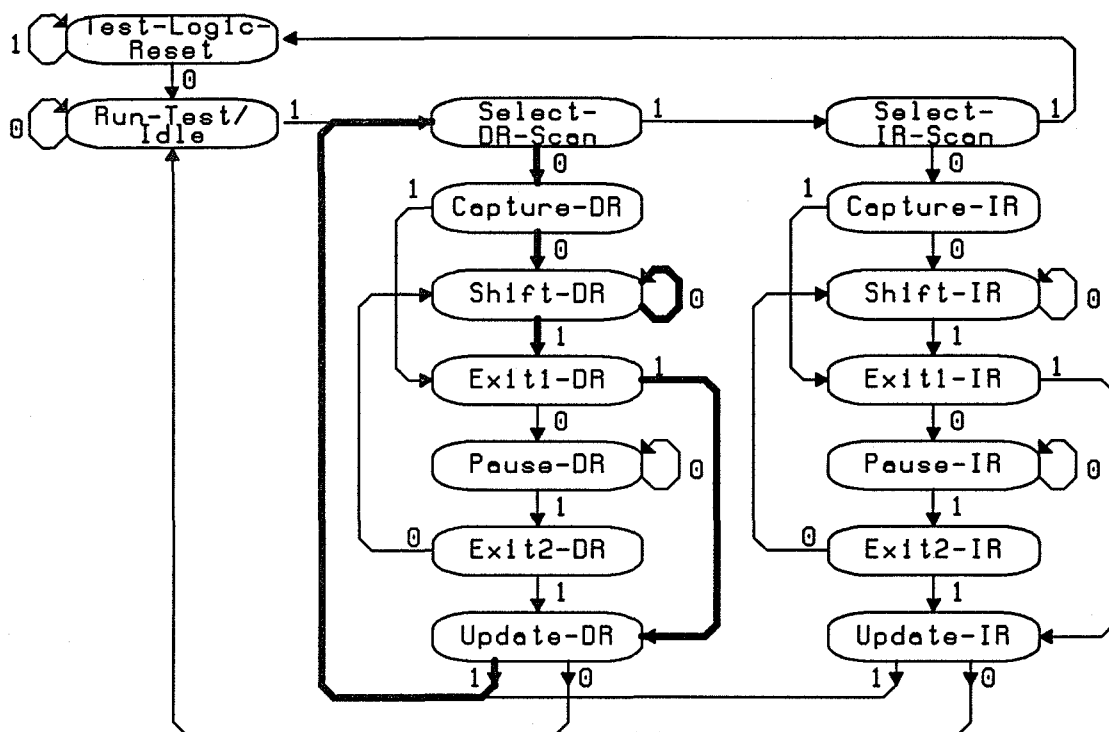 Test-Logic-
Reset
1
0
Run-Test/
Idle
0
1
Select-
DR-Scan
1
0
Select-
IR-Scan
1
0
1
Capture-DR
0
1
Capture-IR
0
Shift-DR
0
1
Shift-IR
0
1
Exit1-DR
1
0
Exit1-IR
1
0
Pause-DR
0
1
Pause-IR
0
1
0
Exit2-DR
1
0
Exit2-IR
1
Update-DR
1
0
Update-IR
1
0